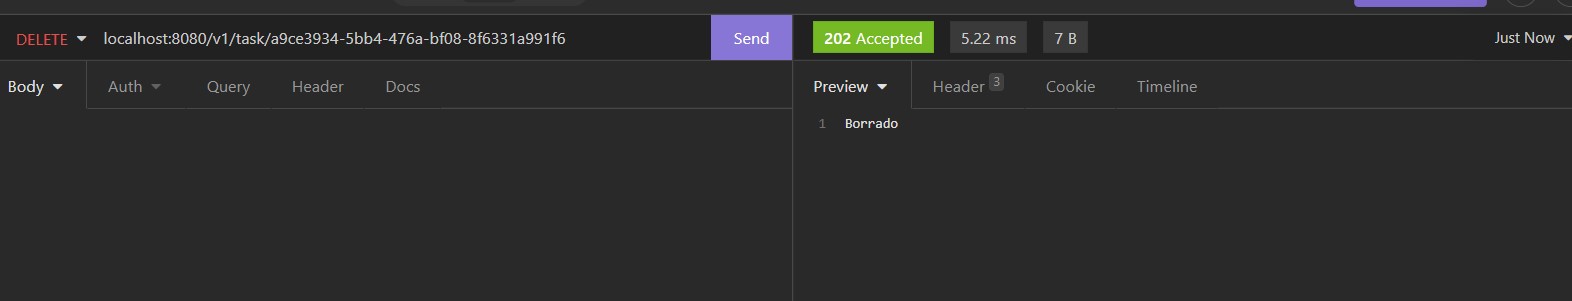 DELETE localhost:8080/v1/task/a9ce3934-5bb4-476a-bf08-8f6331a991f6 Send 202 Accepted 5.22 ms 7 B Just Now
Body Auth Query Header Docs Preview Header 3 Cookie Timeline
1 Borrado